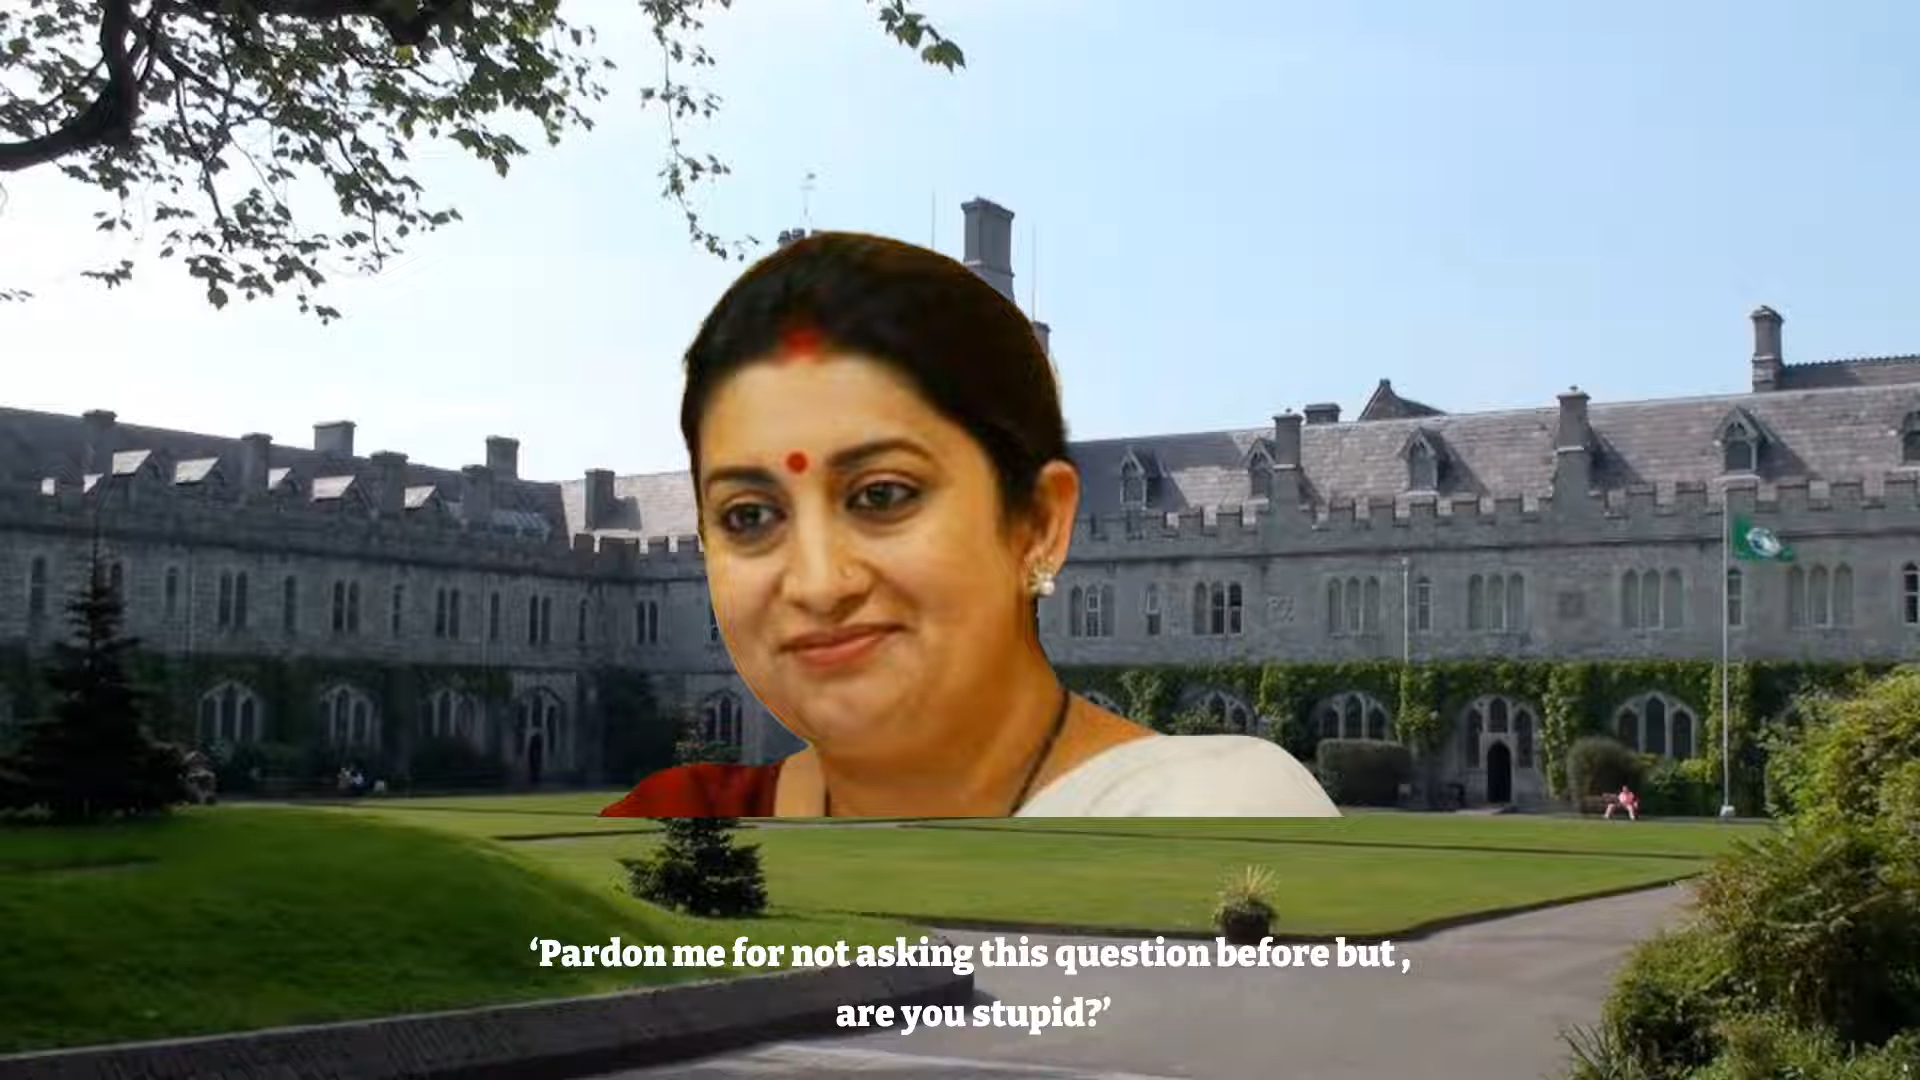 ‘Pardon me for not asking this question before but ,
are you stupid?’